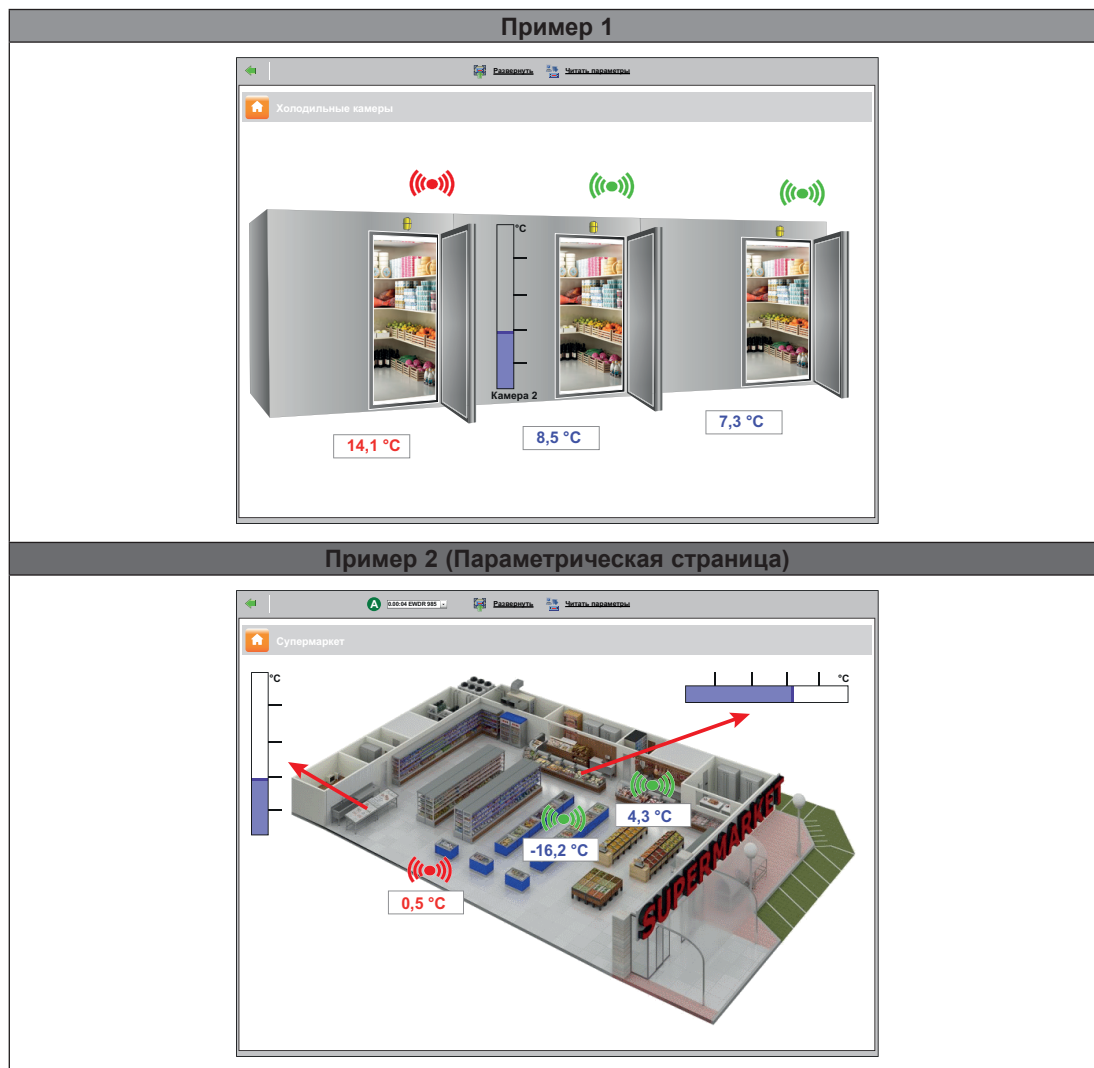 Пример 1
Развернуть Читать параметры
Холодильные камеры
°C
Камера 2
14,1 °C
8,5 °C
7,3 °C
Пример 2 (Параметрическая страница)
A 0.00:04 EWDR 985 Развернуть Читать параметры
Супермаркет
°C
°C
4,3 °C
-16,2 °C
0,5 °C
SUPERMARKET